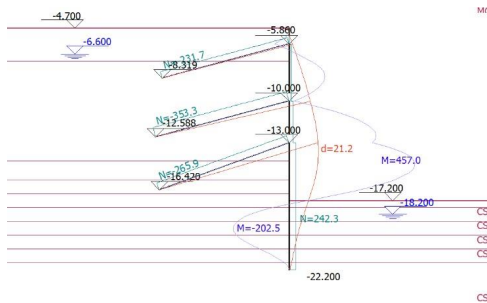 -4.700
-5.860
-6.600
N=-231.7
-8.319
-10.000
N=-353.3
-12.588
-13.000
d=21.2
M=457.0
N=-265.9
-16.420
-17.200
-18.200
CS
M=-202.5
N=242.3
CS
CS
CS
-22.200
CS